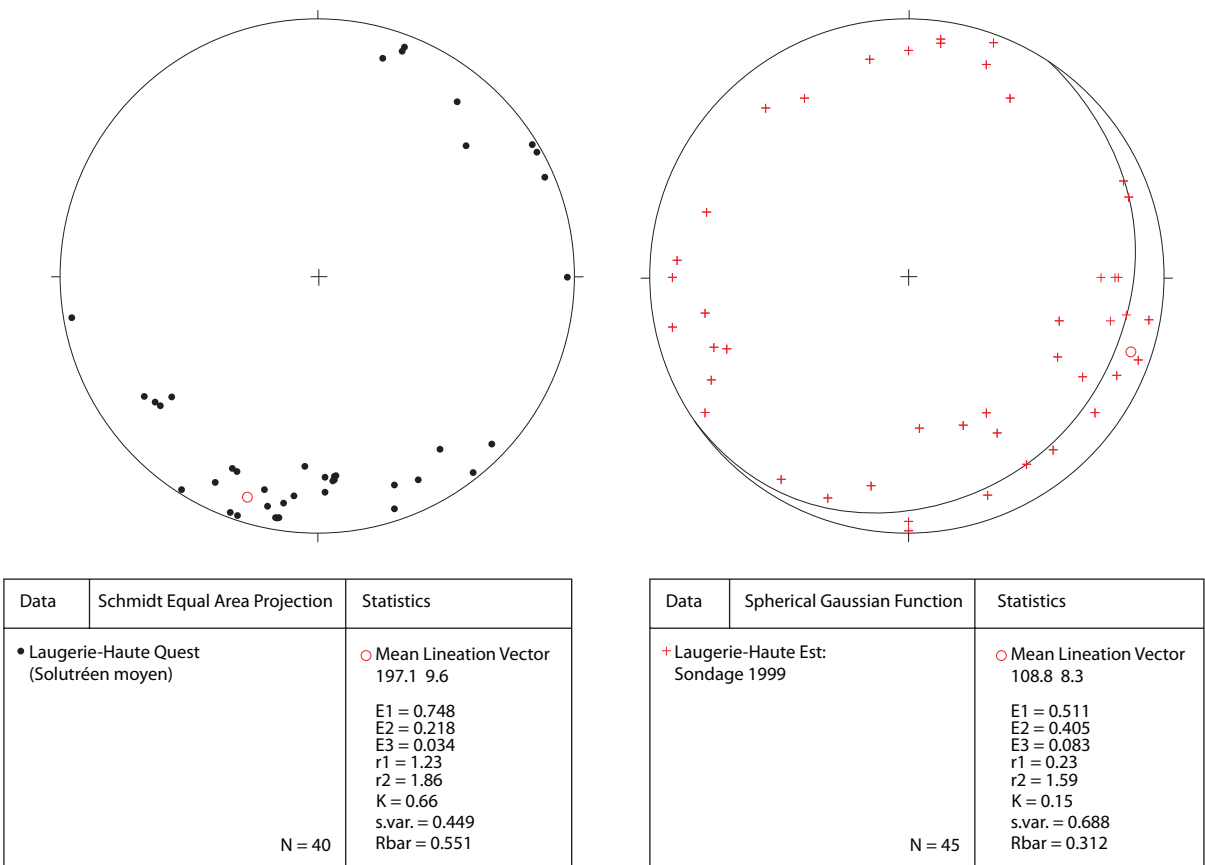 Data
Schmidt Equal Area Projection
Statistics
• Laugerie-Haute Quest
(Solutréen moyen)
N = 40
Mean Lineation Vector
197.1 9.6
E1 = 0.748
E2 = 0.218
E3 = 0.034
r1 = 1.23
r2 = 1.86
K = 0.66
s.var. = 0.449
Rbar = 0.551
Data
Spherical Gaussian Function
Statistics
+ Laugerie-Haute Est:
Sondage 1999
N = 45
Mean Lineation Vector
108.8 8.3
E1 = 0.511
E2 = 0.405
E3 = 0.083
r1 = 0.23
r2 = 1.59
K = 0.15
s.var. = 0.688
Rbar = 0.312